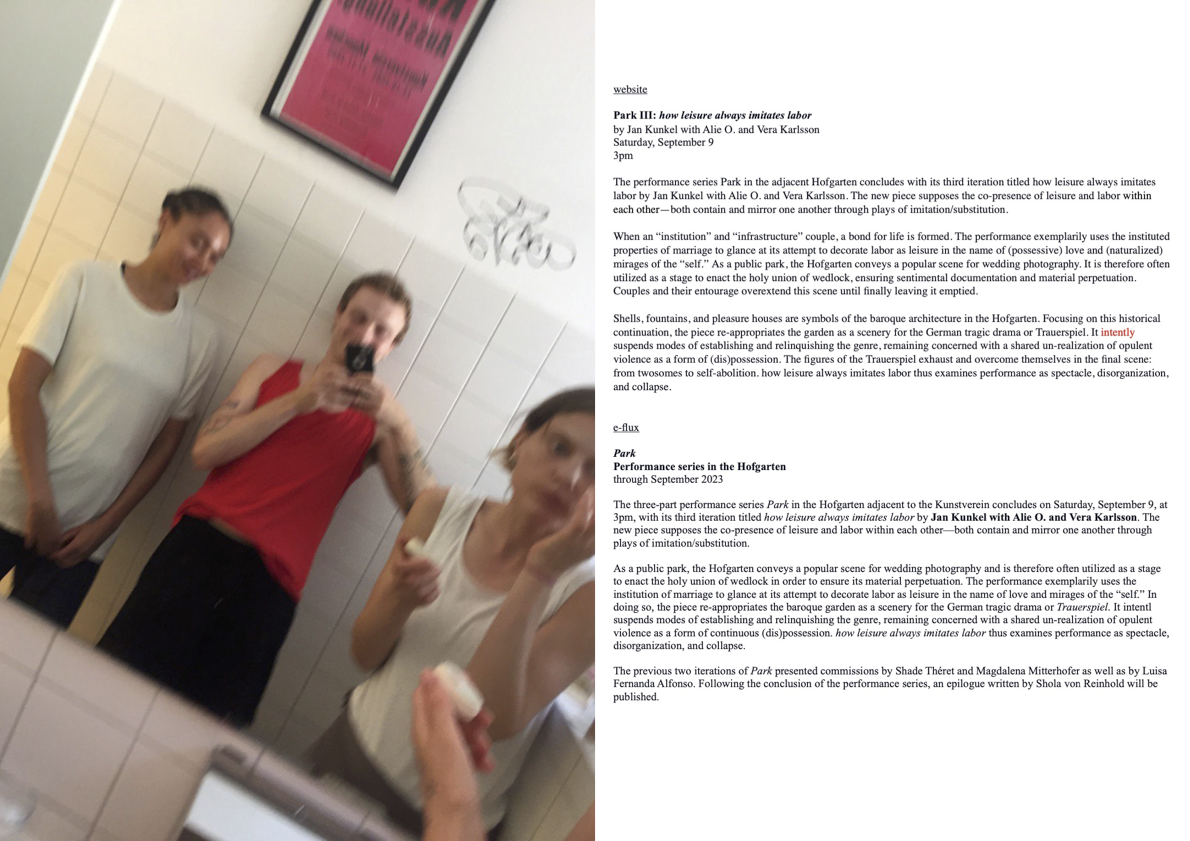 website
Park III: how leisure always imitates labor
by Jan Kunkel with Alie O. and Vera Karlsson
Saturday, September 9
3pm
The performance series Park in the adjacent Hofgarten concludes with its third iteration titled how leisure always imitates
labor by Jan Kunkel with Alie O. and Vera Karlsson. The new piece supposes the co-presence of leisure and labor within
each other—both contain and mirror one another through plays of imitation/substitution.
When an “institution” and “infrastructure” couple, a bond for life is formed. The performance exemplarily uses the instituted
properties of marriage to glance at its attempt to decorate labor as leisure in the name of (possessive) love and (naturalized)
mirages of the “self.” As a public park, the Hofgarten conveys a popular scene for wedding photography. It is therefore often
utilized as a stage to enact the holy union of wedlock, ensuring sentimental documentation and material perpetuation.
Couples and their entourage overextend this scene until finally leaving it emptied.
Shells, fountains, and pleasure houses are symbols of the baroque architecture in the Hofgarten. Focusing on this historical
continuation, the piece re-appropriates the garden as a scenery for the German tragic drama or Trauerspiel. It intently
suspends modes of establishing and relinquishing the genre, remaining concerned with a shared un-realization of opulent
violence as a form of (dis)possession. The figures of the Trauerspiel exhaust and overcome themselves in the final scene:
from twosomes to self-abolition. how leisure always imitates labor thus examines performance as spectacle, disorganization,
and collapse.
e-flux
Park
Performance series in the Hofgarten
through September 2023
The three-part performance series Park in the Hofgarten adjacent to the Kunstverein concludes on Saturday, September 9, at
3pm, with its third iteration titled how leisure always imitates labor by Jan Kunkel with Alie O. and Vera Karlsson. The
new piece supposes the co-presence of leisure and labor within each other—both contain and mirror one another through
plays of imitation/substitution.
As a public park, the Hofgarten conveys a popular scene for wedding photography and is therefore often utilized as a stage
to enact the holy union of wedlock in order to ensure its material perpetuation. The performance exemplarily uses the
institution of marriage to glance at its attempt to decorate labor as leisure in the name of love and mirages of the “self.” In
doing so, the piece re-appropriates the baroque garden as a scenery for the German tragic drama or Trauerspiel. It intentl
suspends modes of establishing and relinquishing the genre, remaining concerned with a shared un-realization of opulent
violence as a form of continuous (dis)possession. how leisure always imitates labor thus examines performance as spectacle,
disorganization, and collapse.
The previous two iterations of Park presented commissions by Shade Théret and Magdalena Mitterhofer as well as by Luisa
Fernanda Alfonso. Following the conclusion of the performance series, an epilogue written by Shola von Reinhold will be
published.